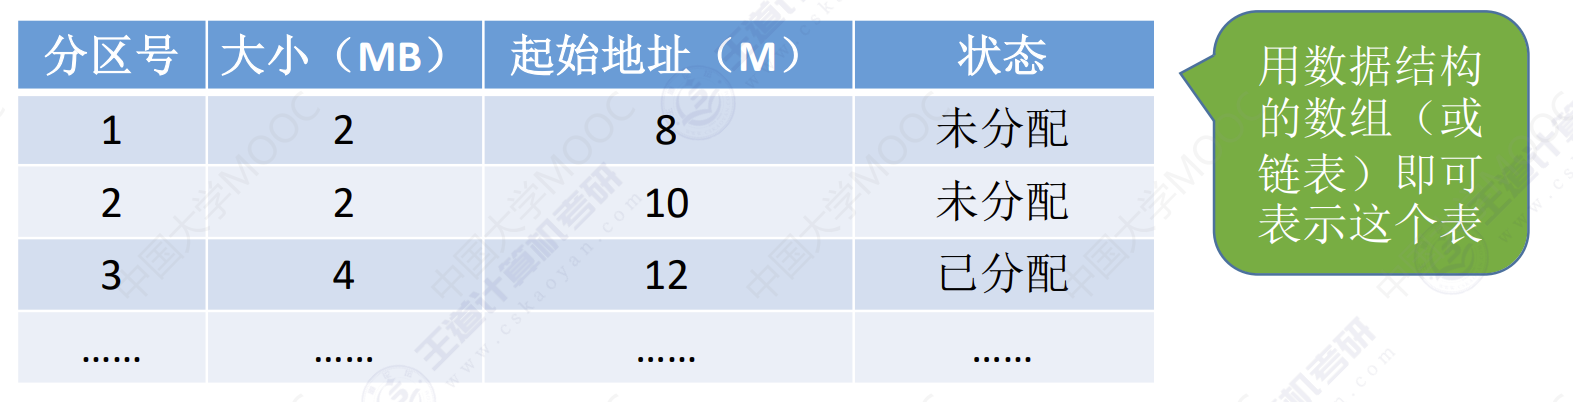 分区号 大小（MB） 起始地址（M） 状态
1 2 8 未分配
2 2 10 未分配
3 4 12 已分配
…… …… …… ……
用数据结构
的数组（或
链表）即可
表示这个表
中国大学MOOC
王道计算机考研
www.cskaoyan.com